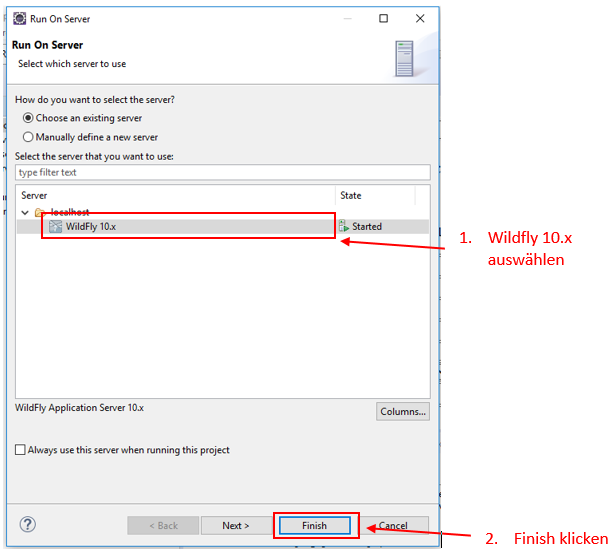 Run On Server
Run On Server
Select which server to use
How do you want to select the server?
Choose an existing server
Manually define a new server
Select the server that you want to use:
type filter text
Server State
localhost
WildFly 10.x Started
1. Wildfly 10.x
auswählen
WildFly Application Server 10.x
Columns...
Always use this server when running this project
? < Back Next > Finish Cancel
2. Finish klicken